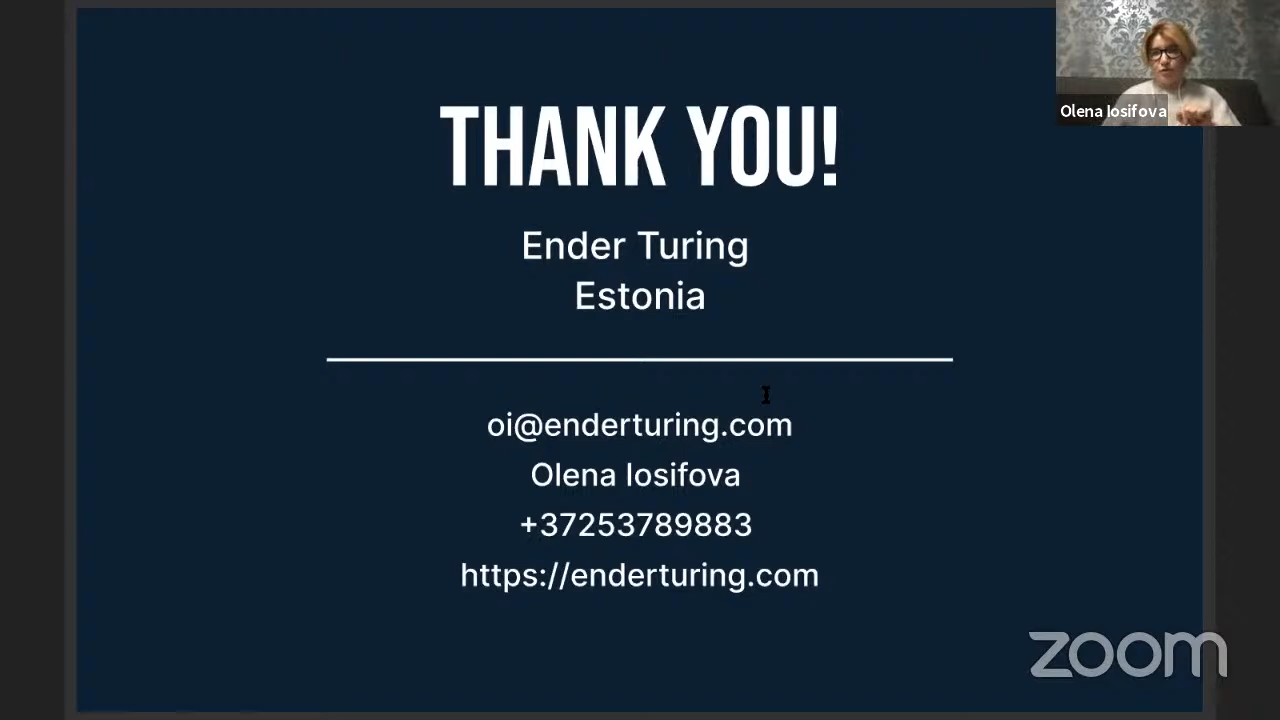 Olena Iosifova
THANK YOU!
Ender Turing
Estonia
oi@enderturing.com
Olena Iosifova
+37253789883
https://enderturing.com
zoom